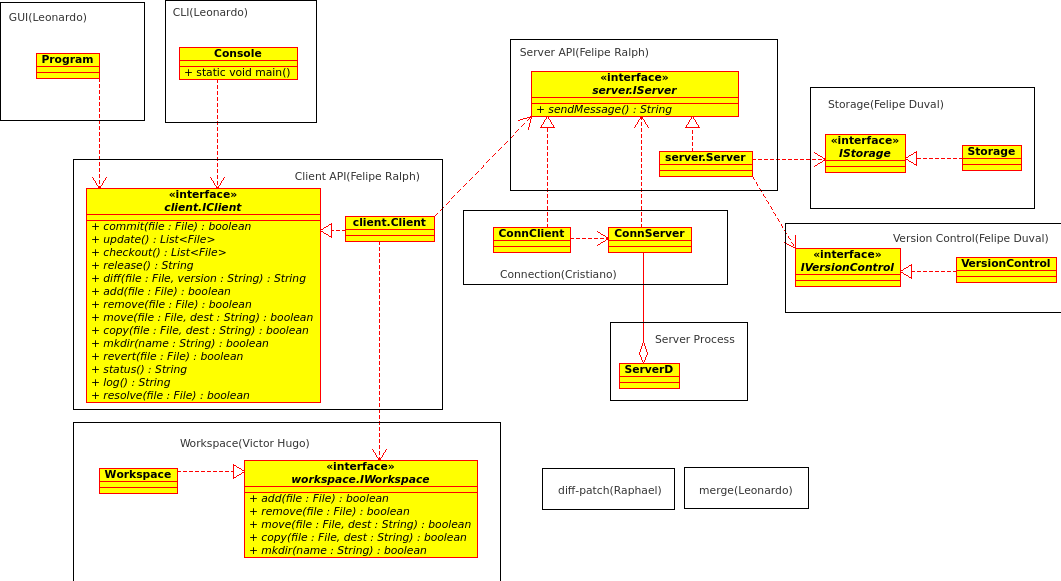 GUI(Leonardo)
Program
CLI(Leonardo)
Console
+ static void main()
Server API(Felipe Ralph)
«interface»
server.IServer
+ sendMessage() : String
server.Server
Storage(Felipe Duval)
«interface»
IStorage
Storage
Client API(Felipe Ralph)
«interface»
client.IClient
+ commit(file : File) : boolean
+ update() : List<File>
+ checkout() : List<File>
+ release() : String
+ diff(file : File, version : String) : String
+ add(file : File) : boolean
+ remove(file : File) : boolean
+ move(file : File, dest : String) : boolean
+ copy(file : File, dest : String) : boolean
+ mkdir(name : String) : boolean
+ revert(file : File) : boolean
+ status() : String
+ log() : String
+ resolve(file : File) : boolean
client.Client
ConnClient
ConnServer
Connection(Cristiano)
Version Control(Felipe Duval)
«interface»
IVersionControl
VersionControl
Server Process
ServerD
Workspace(Victor Hugo)
Workspace
«interface»
workspace.IWorkspace
+ add(file : File) : boolean
+ remove(file : File) : boolean
+ move(file : File, dest : String) : boolean
+ copy(file : File, dest : String) : boolean
+ mkdir(name : String) : boolean
diff-patch(Raphael)
merge(Leonardo)